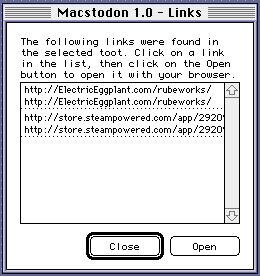 Macstodon 1.0 - Links
The following links were found in
the selected toot. Click on a link
in the list, then click on the Open
button to open it with your browser.
http://ElectricEggplant.com/rubeworks/
http://ElectricEggplant.com/rubeworks/
http://store.steampowered.com/app/2920
http://store.steampowered.com/app/2920
Close
Open